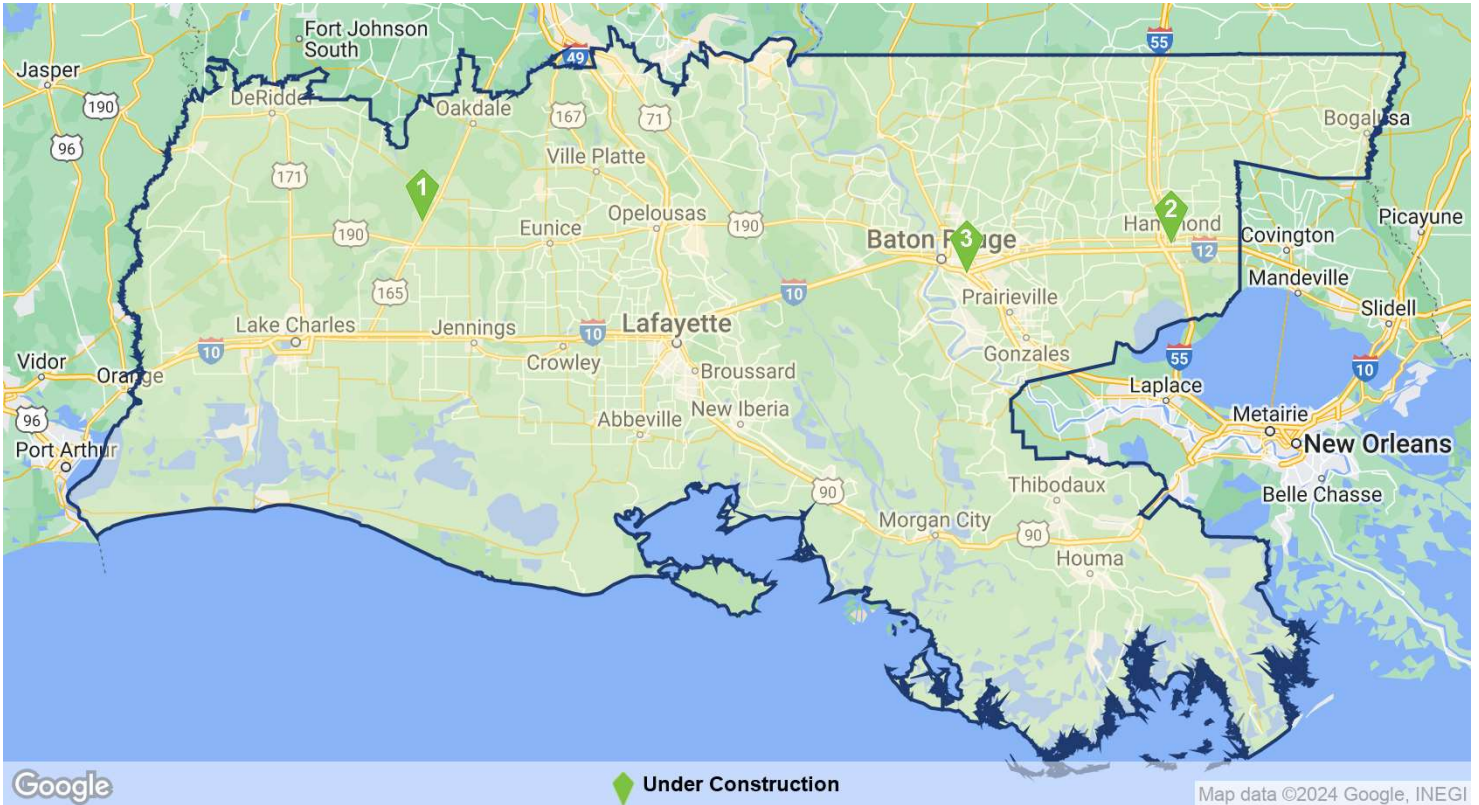 Fort Johnson
South
55
49
Jasper
190
DeRidder
Oakdale
167
71
Bogalusa
96
Ville Platte
171
1
2
Opelousas
190
Hammond
Picayune
190
Eunice
Baton Rouge
3
12
Covington
Mandeville
165
10
Prairieville
Slidell
Lake Charles
Jennings
10
Lafayette
10
Crowley
Gonzales
55
Vidor
Orange
Broussard
10
Laplace
96
Abbeville
New Iberia
Metairie
Port Arthur
New Orleans
90
Thibodaux
Belle Chasse
Morgan City
90
Houma
Google
Under Construction
Map data ©2024 Google, INEGI